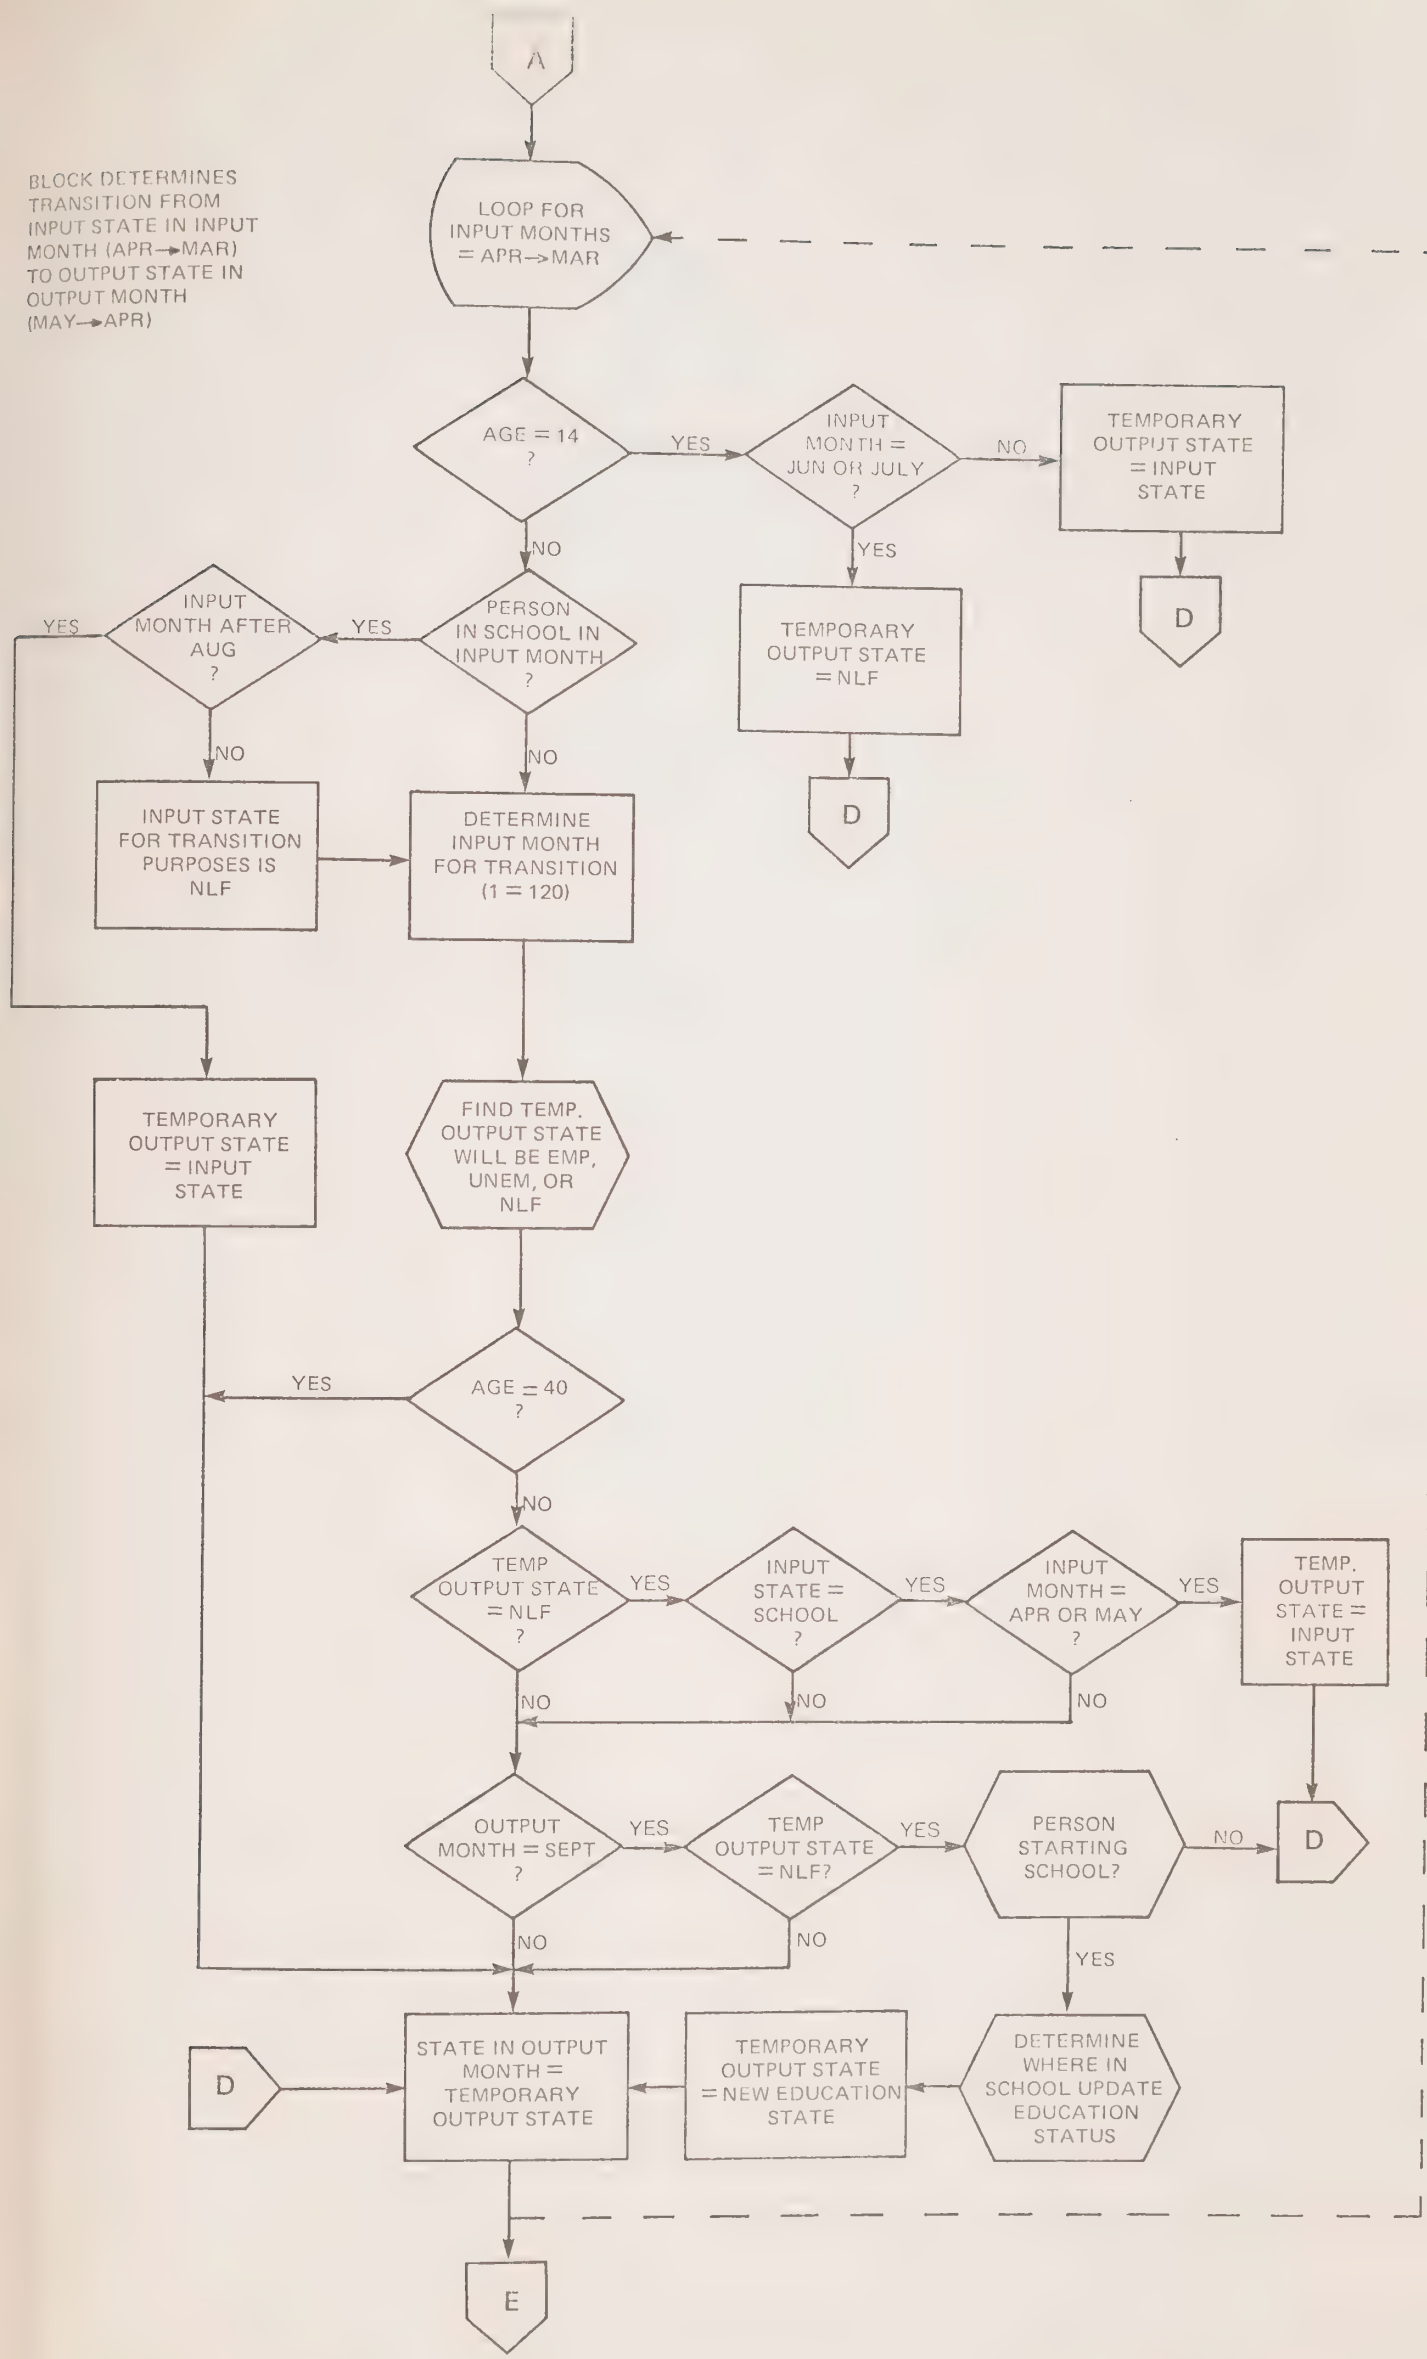 A
BLOCK DETERMINES
TRANSITION FROM
INPUT STATE IN INPUT
MONTH (APR→MAR)
TO OUTPUT STATE IN
OUTPUT MONTH
(MAY→APR)
LOOP FOR
INPUT MONTHS
= APR→MAR
AGE = 14
?
YES
INPUT
MONTH =
JUN OR JULY
?
NO
TEMPORARY
OUTPUT STATE
= INPUT
STATE
D
YES
TEMPORARY
OUTPUT STATE
= NLF
D
NO
PERSON
IN SCHOOL IN
INPUT MONTH
?
YES
INPUT
MONTH AFTER
AUG
?
YES
NO
INPUT STATE
FOR TRANSITION
PURPOSES IS
NLF
NO
DETERMINE
INPUT MONTH
FOR TRANSITION
(1 = 120)
TEMPORARY
OUTPUT STATE
= INPUT
STATE
FIND TEMP.
OUTPUT STATE
WILL BE EMP,
UNEM, OR
NLF
AGE = 40
?
YES
NO
TEMP
OUTPUT STATE
= NLF
?
YES
INPUT
STATE =
SCHOOL
?
YES
INPUT
MONTH =
APR OR MAY
?
YES
TEMP.
OUTPUT
STATE =
INPUT
STATE
NO
NO
NO
OUTPUT
MONTH = SEPT
?
YES
TEMP
OUTPUT STATE
= NLF?
YES
PERSON
STARTING
SCHOOL?
NO
D
NO
NO
YES
D
STATE IN OUTPUT
MONTH =
TEMPORARY
OUTPUT STATE
TEMPORARY
OUTPUT STATE
= NEW EDUCATION
STATE
DETERMINE
WHERE IN
SCHOOL UPDATE
EDUCATION
STATUS
E